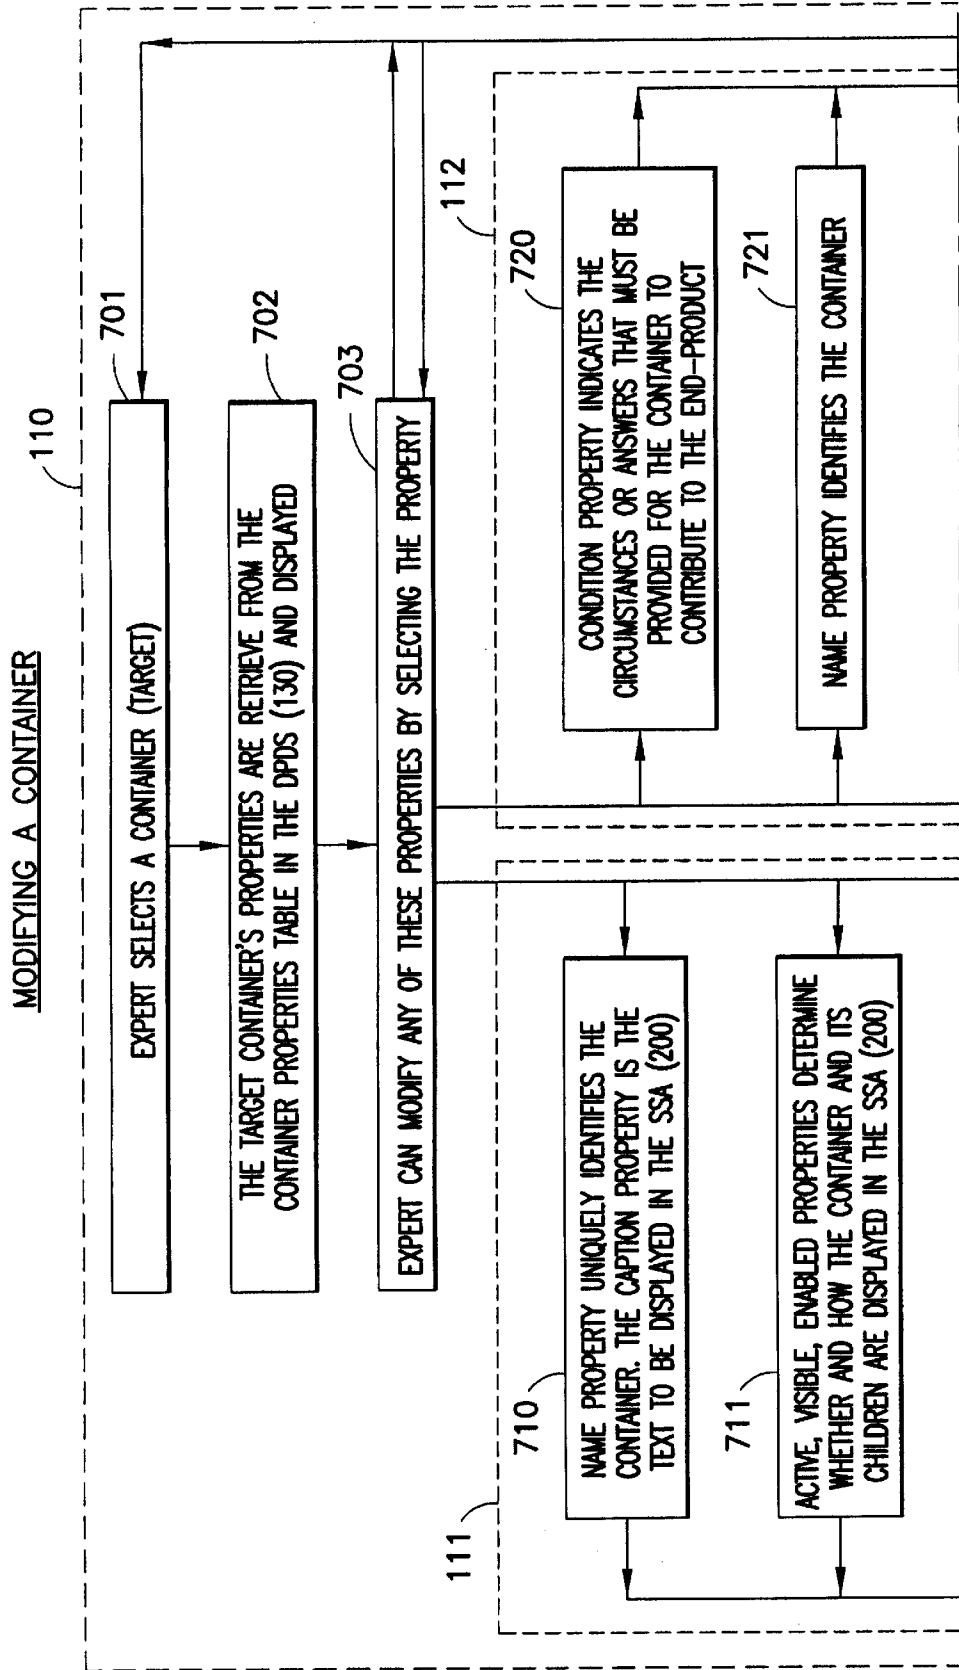 MODIFYING A CONTAINER
110
701
EXPERT SELECTS A CONTAINER (TARGET)
702
THE TARGET CONTAINER'S PROPERTIES ARE RETRIEVE FROM THE
CONTAINER PROPERTIES TABLE IN THE DPDS (130) AND DISPLAYED
703
EXPERT CAN MODIFY ANY OF THESE PROPERTIES BY SELECTING THE PROPERTY
111
710
NAME PROPERTY UNIQUELY IDENTIFIES THE
CONTAINER. THE CAPTION PROPERTY IS THE
TEXT TO BE DISPLAYED IN THE SSA (200)
711
ACTIVE, VISIBLE, ENABLED PROPERTIES DETERMINE
WHETHER AND HOW THE CONTAINER AND ITS
CHILDREN ARE DISPLAYED IN THE SSA (200)
112
720
CONDITION PROPERTY INDICATES THE
CIRCUMSTANCES OR ANSWERS THAT MUST BE
PROVIDED FOR THE CONTAINER TO
CONTRIBUTE TO THE END-PRODUCT
721
NAME PROPERTY IDENTIFIES THE CONTAINER